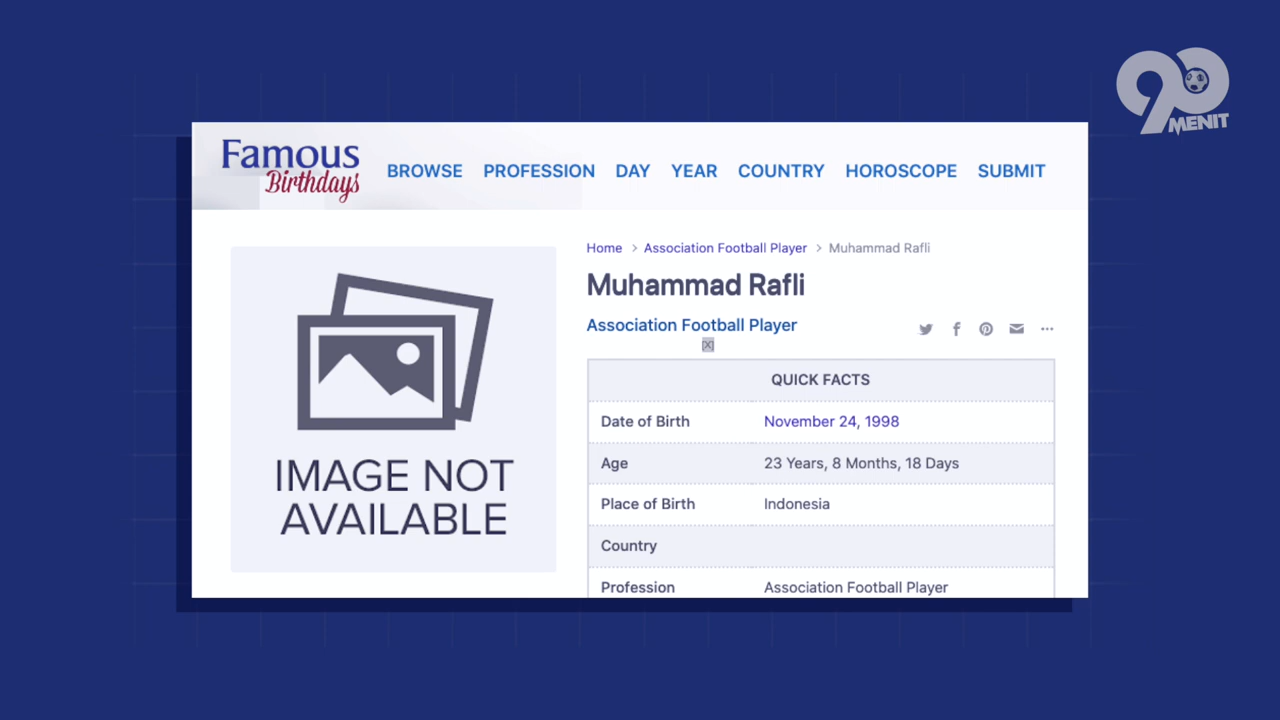 90
MENIT
Famous
Birthdays
BROWSE PROFESSION DAY YEAR COUNTRY HOROSCOPE SUBMIT
Home > Association Football Player > Muhammad Rafli
Muhammad Rafli
Association Football Player
IMAGE NOT
AVAILABLE
QUICK FACTS
Date of Birth November 24, 1998
Age 23 Years, 8 Months, 18 Days
Place of Birth Indonesia
Country
Profession Association Football Player